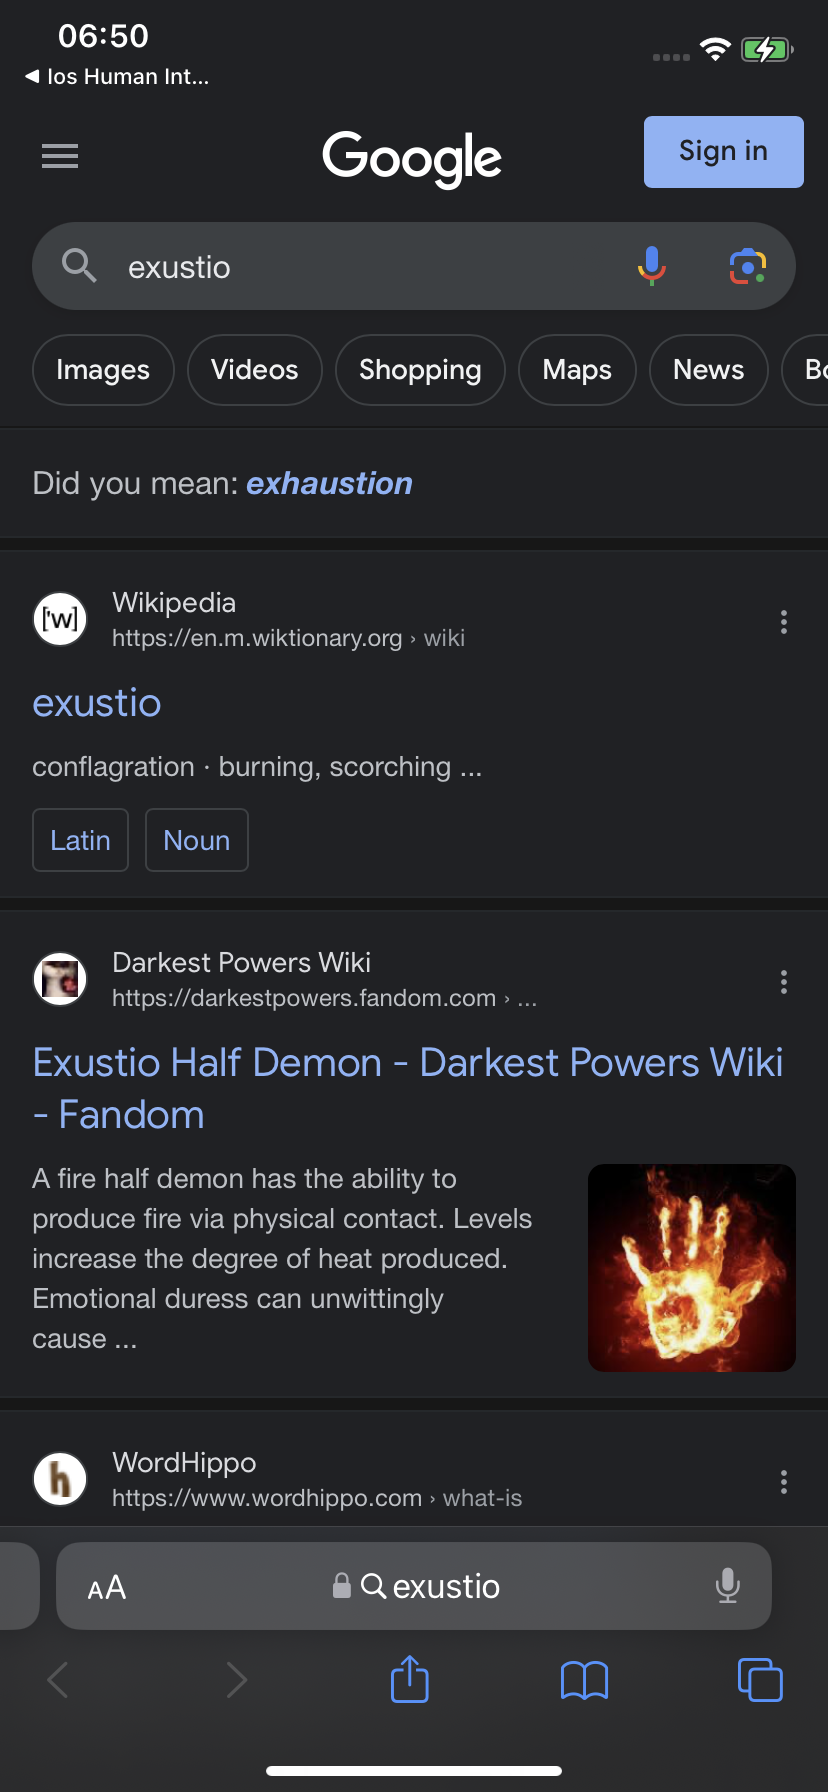 06:50
◀ Ios Human Int...
Google
Sign in
exustio
Images
Videos
Shopping
Maps
News
Bo
Did you mean: exhaustion
['w]
Wikipedia
https://en.m.wiktionary.org › wiki
exustio
conflagration · burning, scorching ...
Latin
Noun
Darkest Powers Wiki
https://darkestpowers.fandom.com › ...
Exustio Half Demon - Darkest Powers Wiki
- Fandom
A fire half demon has the ability to
produce fire via physical contact. Levels
increase the degree of heat produced.
Emotional duress can unwittingly
cause ...
h
WordHippo
https://www.wordhippo.com › what-is
AA
exustio